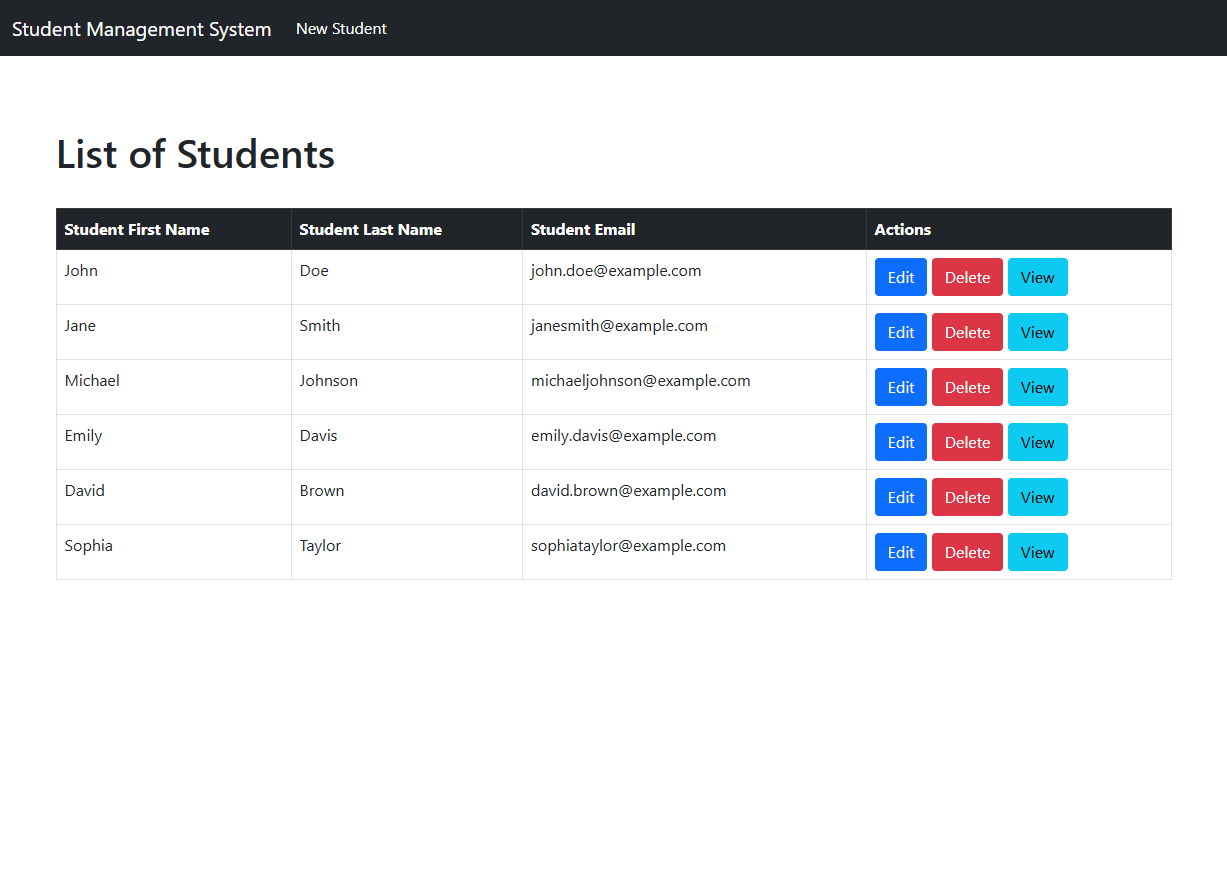 Student Management System New Student
List of Students
Student First Name Student Last Name Student Email Actions
John Doe john.doe@example.com Edit Delete View
Jane Smith janesmith@example.com Edit Delete View
Michael Johnson michaeljohnson@example.com Edit Delete View
Emily Davis emily.davis@example.com Edit Delete View
David Brown david.brown@example.com Edit Delete View
Sophia Taylor sophiataylor@example.com Edit Delete View